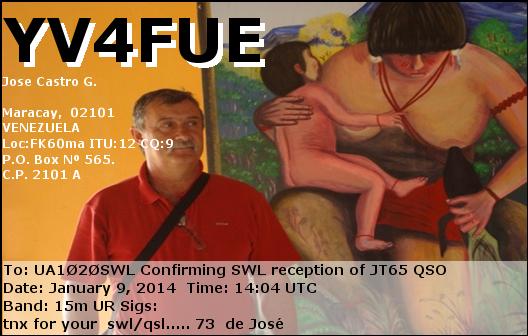 YV4FUE
Jose Castro G.
Maracay, 02101
VENEZUELA
Loc:FK60ma ITU:12 CQ:9
P.O. Box Nº 565.
C.P. 2101 A
To: UA1Ø2ØSWL Confirming SWL reception of JT65 QSO
Date: January 9, 2014 Time: 14:04 UTC
Band: 15m UR Sigs:
tnx for your swl/qsl..... 73 de José